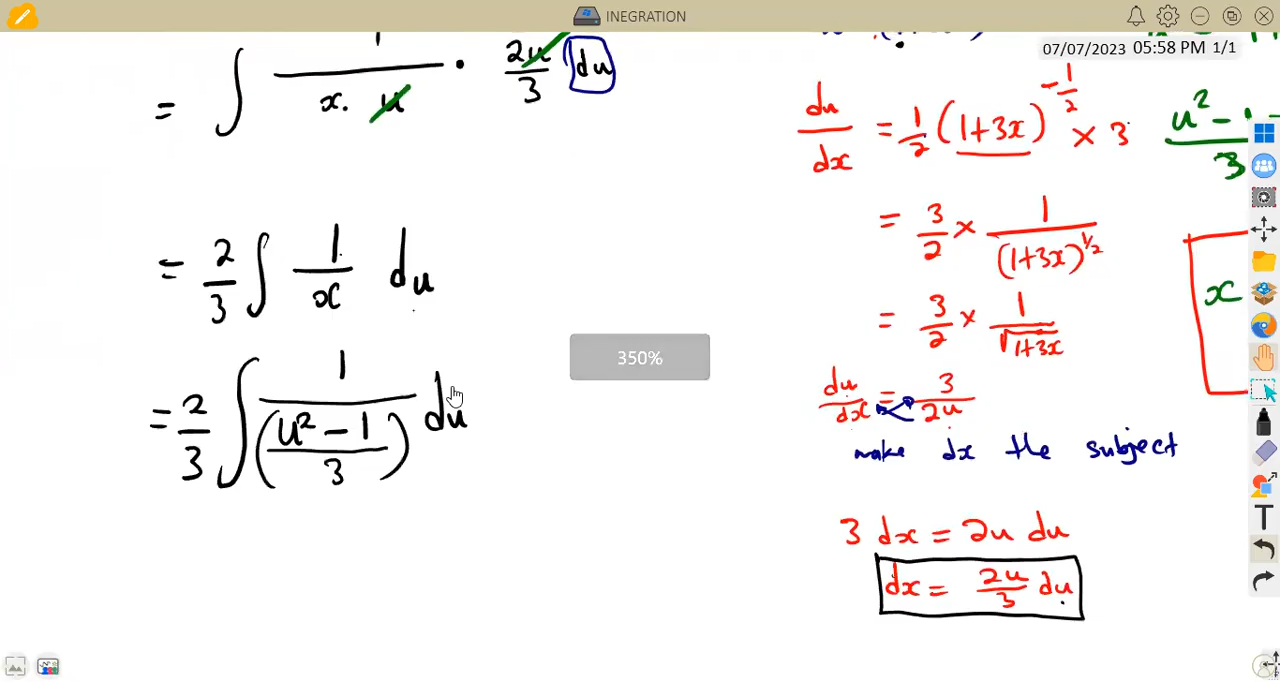 INEGRATION
07/07/2023 05:58 PM 1/1
= ∫ 1/(x. u) · 2u/3 du
= 2/3 ∫ 1/x du
= 2/3 ∫ 1/((u² − 1)/3) du
350%
du/dx = 1/2 (1+3x)^(-1/2) × 3
= 3/2 × 1/(1+3x)^(1/2)
= 3/2 × 1/√(1+3x)
du/dx = 3/2u
make dx the subject
3 dx = 2u du
dx = 2u/3 du
x
T